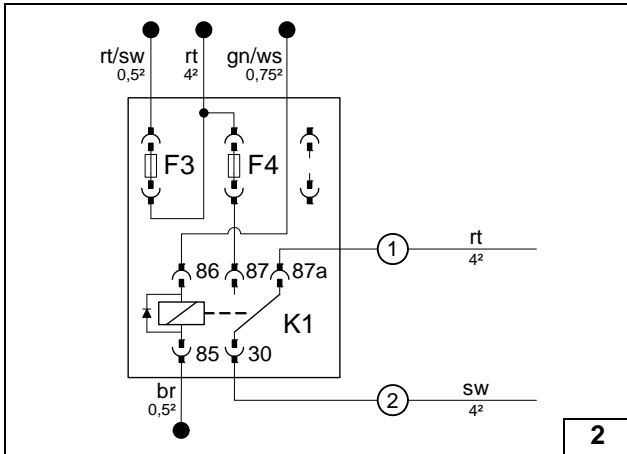 rt/sw rt gn/ws
0,5² 4² 0,75²
F3 F4
1 rt
4²
86 87 87a
K1
85 30
br
0,5²
2 sw
4²
2